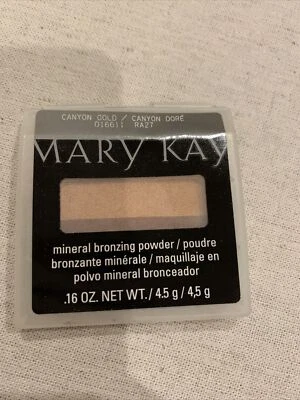 CANYON GOLD / CANYON DORÉ
016611 RA27
MARY KAY
mineral bronzing powder / poudre
bronzante minérale / maquillaje en
polvo mineral bronceador
.16 OZ. NET WT. / 4.5 g / 4,5 g